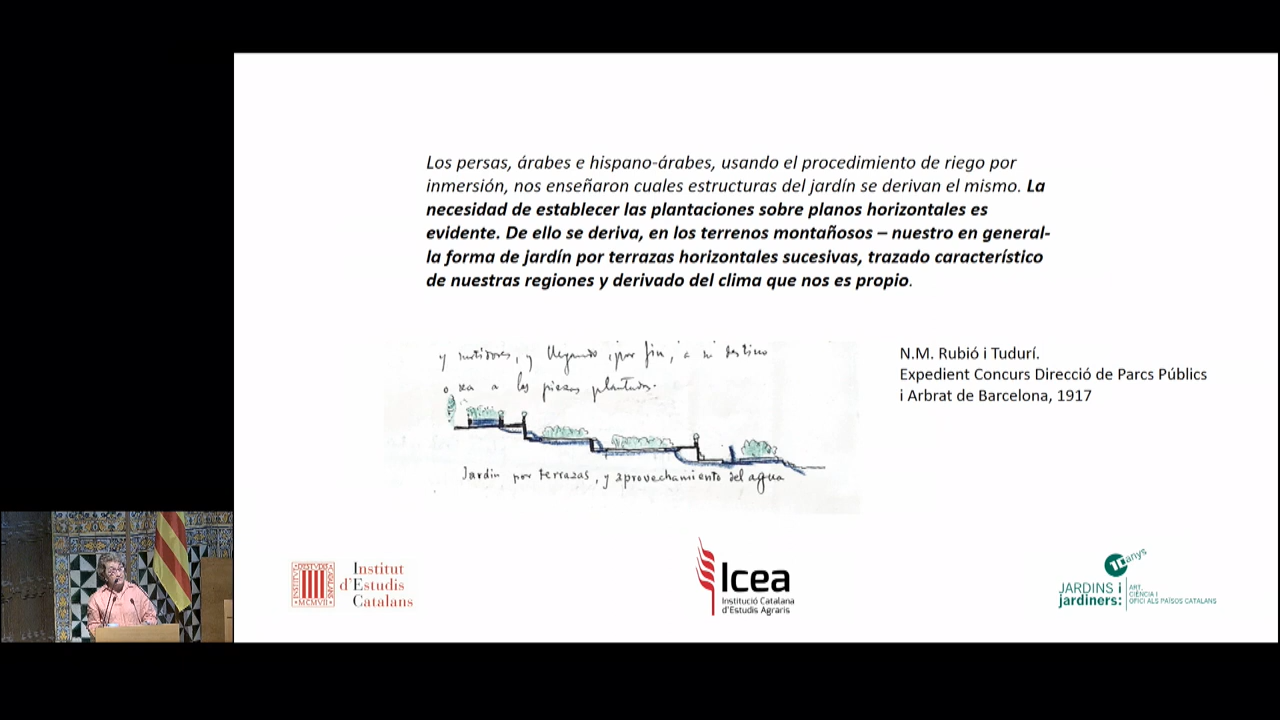 Los persas, árabes e hispano-árabes, usando el procedimiento de riego por
inmersión, nos enseñaron cuales estructuras del jardín se derivan el mismo. La
necesidad de establecer las plantaciones sobre planos horizontales es
evidente. De ello se deriva, en los terrenos montañosos – nuestro en general-
la forma de jardín por terrazas horizontales sucesivas, trazado característico
de nuestras regiones y derivado del clima que nos es propio.
y surtidores, y llegando, por fin, a su destino
o sea a las piezas plantadas.
Jardín por terrazas, y aprovechamiento del agua
N.M. Rubió i Tudurí.
Expedient Concurs Direcció de Parcs Públics
i Arbrat de Barcelona, 1917
Institut
d'Estudis
Catalans
MCMVII
Icea
Institució Catalana
d'Estudis Agraris
10 anys
JARDINS i
jardiners:
ART,
CIÈNCIA I
OFICI ALS PAÏSOS CATALANS